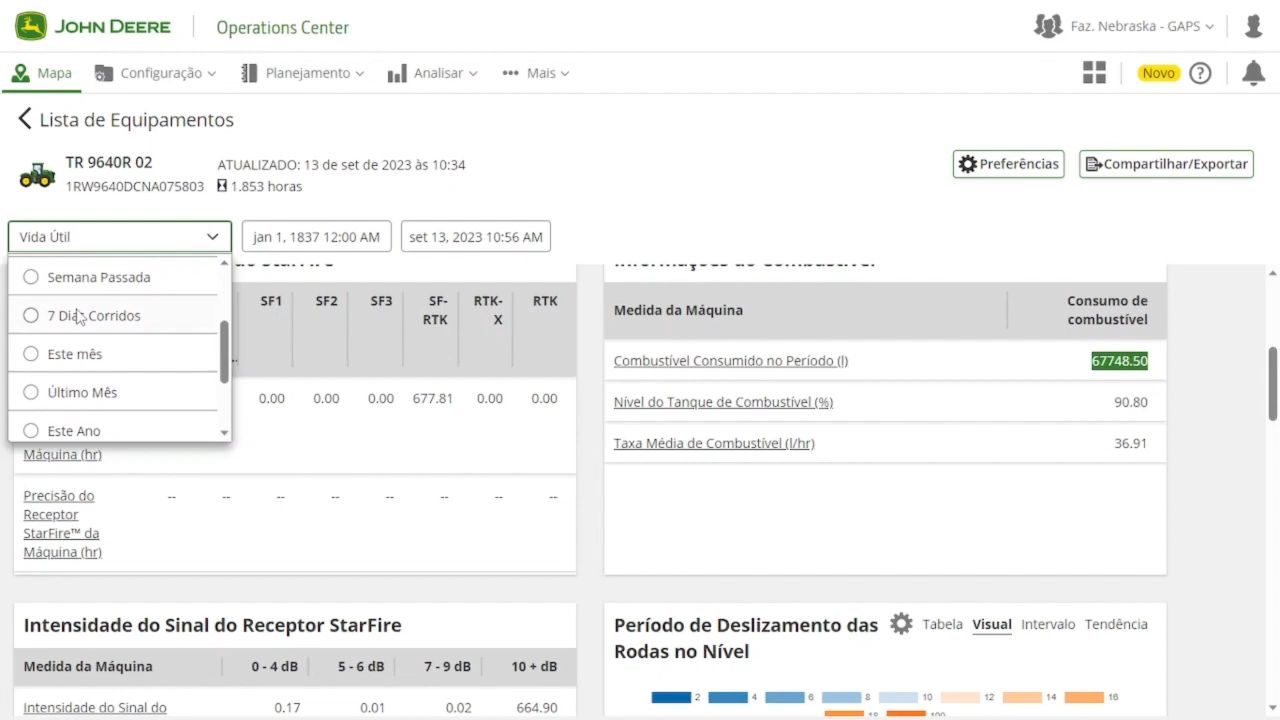 JOHN DEERE
Operations Center
Faz. Nebraska - GAPS
Mapa
Configuração
Planejamento
Analisar
Mais
Novo
Lista de Equipamentos
TR 9640R 02
1RW9640DCNA075803
ATUALIZADO: 13 de set de 2023 às 10:34
1.853 horas
Preferências
Compartilhar/Exportar
Vida Útil
jan 1, 1837 12:00 AM
set 13, 2023 10:56 AM
Semana Passada
7 Dias Corridos
Este mês
Último Mês
Este Ano
SF1 SF2 SF3 SF-RTK RTK-X RTK
0.00 0.00 0.00 677.81 0.00 0.00
Máquina (hr)
Precisão do
Receptor
StarFire™ da
Máquina (hr)
-- -- -- -- -- -- -- --
Medida da Máquina
Consumo de
combustível
Combustível Consumido no Período (l) 67748.50
Nível do Tanque de Combustível (%) 90.80
Taxa Média de Combustível (l/hr) 36.91
Intensidade do Sinal do Receptor StarFire
Medida da Máquina 0 - 4 dB 5 - 6 dB 7 - 9 dB 10 + dB
Intensidade do Sinal do 0.17 0.01 0.02 664.90
Período de Deslizamento das
Rodas no Nível
Tabela Visual Intervalo Tendência
2 4 6 8 10 12 14 16
18 100